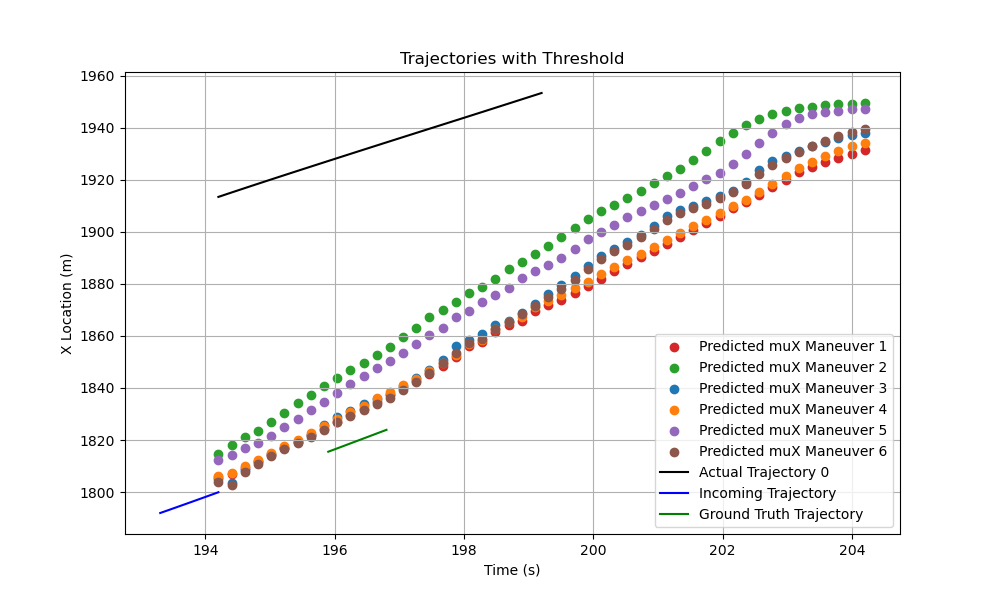 Trajectories with Threshold
1960
1940
1920
1900
1880
1860
1840
1820
1800
X Location (m)
194
196
198
200
202
204
Time (s)
Predicted muX Maneuver 1
Predicted muX Maneuver 2
Predicted muX Maneuver 3
Predicted muX Maneuver 4
Predicted muX Maneuver 5
Predicted muX Maneuver 6
Actual Trajectory 0
Incoming Trajectory
Ground Truth Trajectory